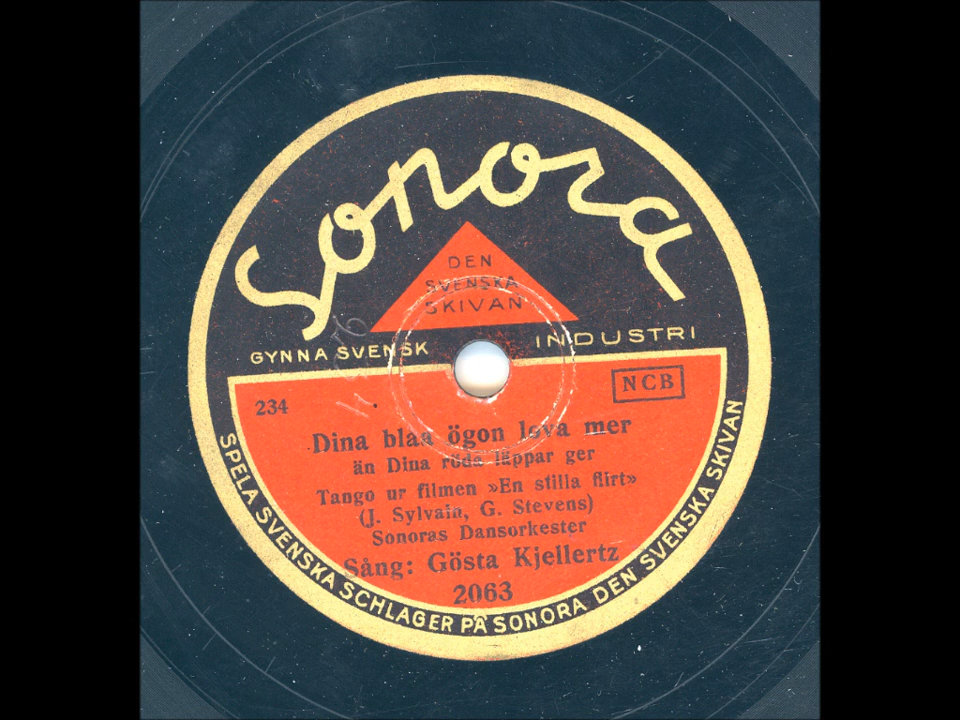 Sonora
DEN
SVENSKA
SKIVAN
GYNNA SVENSK INDUSTRI
NCB
234
Dina blaa ögon lova mer
än Dina röda läppar ger
Tango ur filmen »En stilla flirt»
(J. Sylvain, G. Stevens)
Sonoras Dansorkester
Sång: Gösta Kjellertz
2063
SPELA SVENSKA SCHLAGER PÅ SONORA DEN SVENSKA SKIVAN